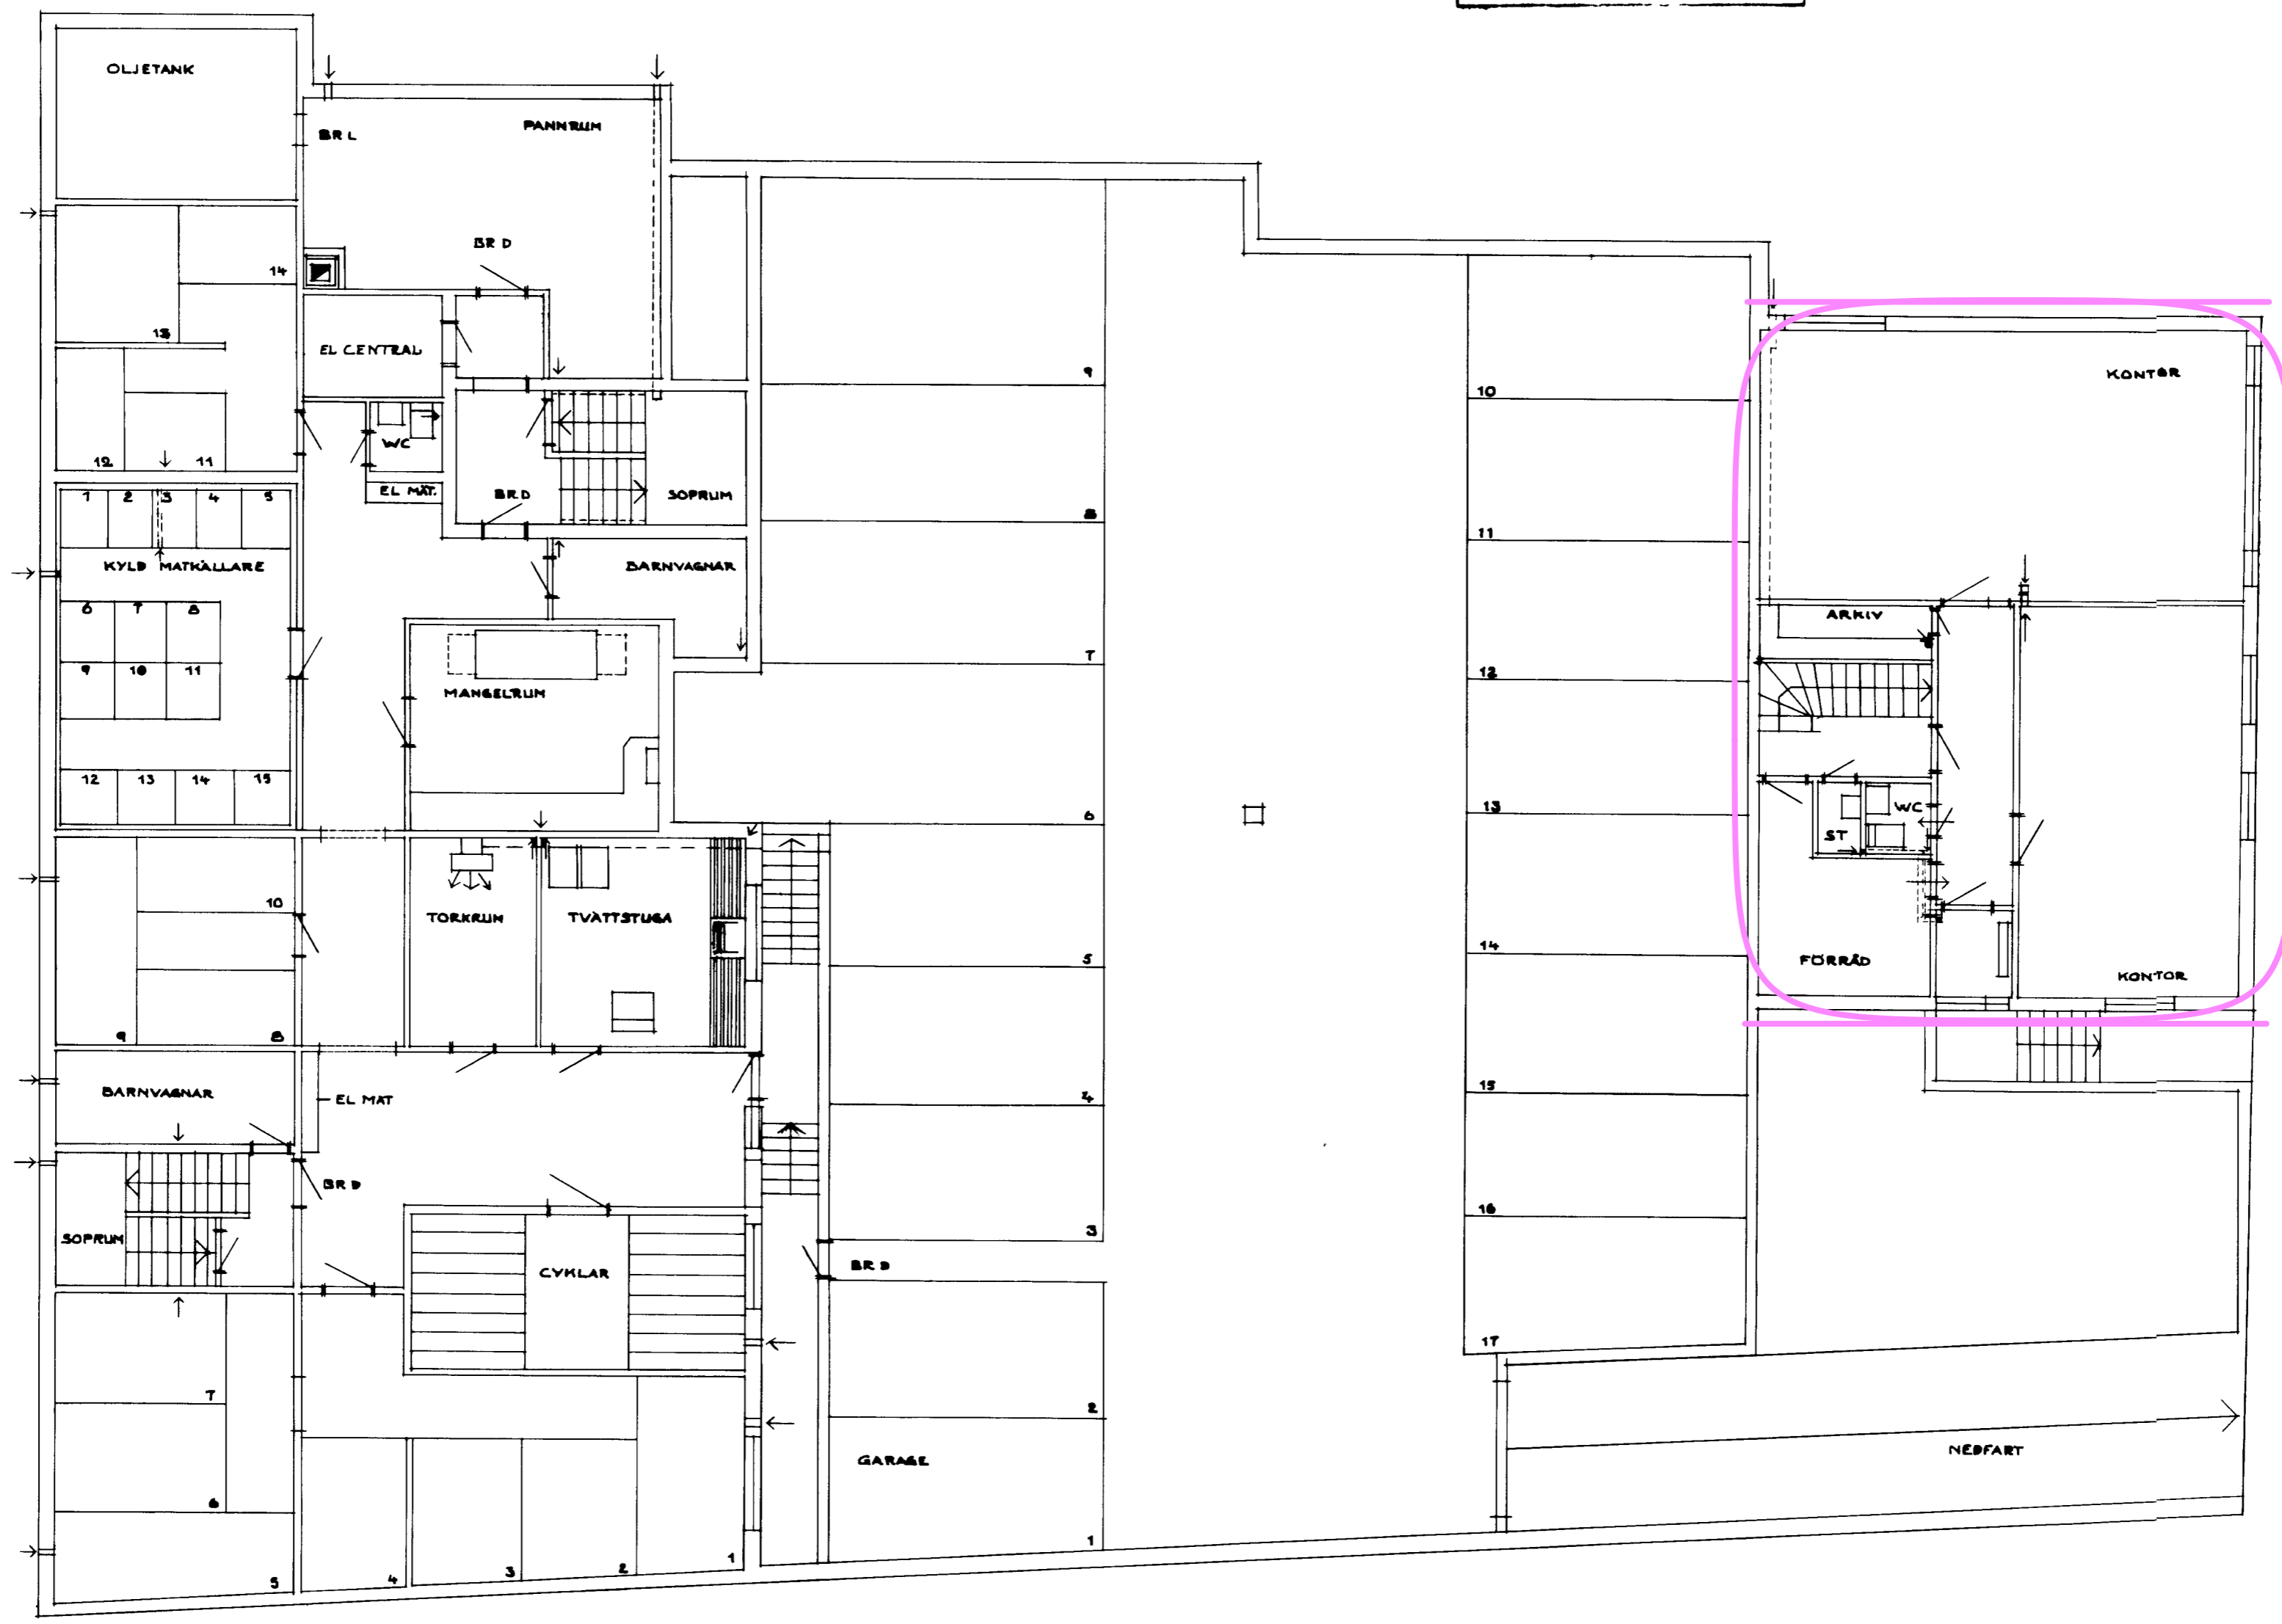 OLJETANK
BR L
PANNRUM
BR D
14
13
EL CENTRAL
9
10
KONTOR
WC
12
11
EL MÄT.
BR D
SOPRUM
1 2 3 4 5
8
11
KYLD MATKÄLLARE
BARNVAGNAR
6 7 8
ARKIV
7
9 10 11
12
MANGELRUM
12 13 14 15
13
WC
6
ST
10
TORKRUM
TVÄTTSTUGA
14
5
FÖRRÅD
KONTOR
9
8
15
BARNVAGNAR
EL MÄT
4
BR D
16
3
SOPRUM
CYKLAR
BR D
17
7
2
NEDFART
GARAGE
6
1
5
4
3
2
1